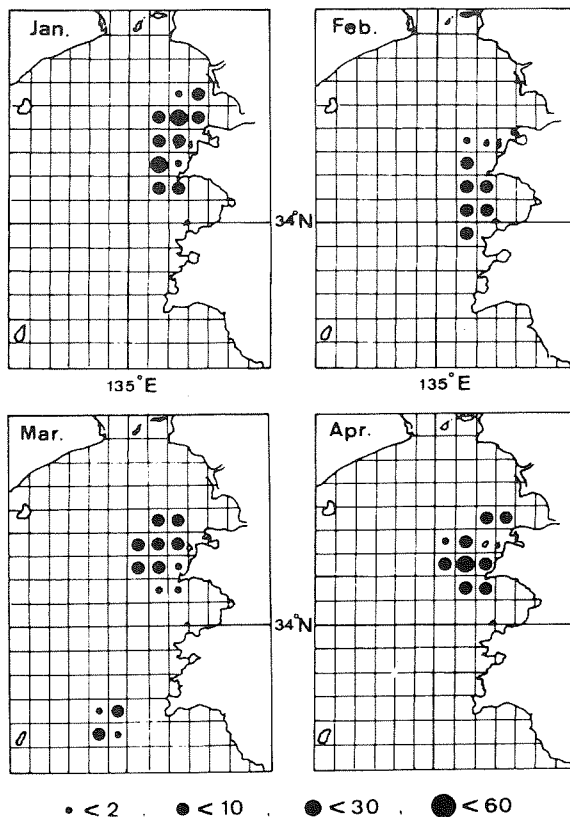 Jan. Feb.
34°N
135°E 135°E
Mar. Apr.
34°N
• < 2 . ● < 10 ● < 30 . ● < 60